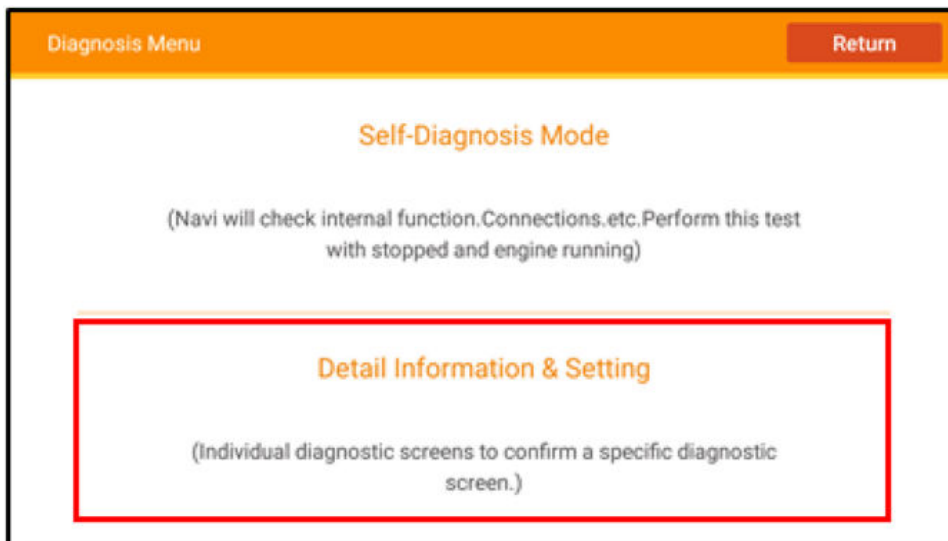 Diagnosis Menu
Return
Self-Diagnosis Mode
(Navi will check internal function.Connections.etc.Perform this test
with stopped and engine running)
Detail Information & Setting
(Individual diagnostic screens to confirm a specific diagnostic
screen.)